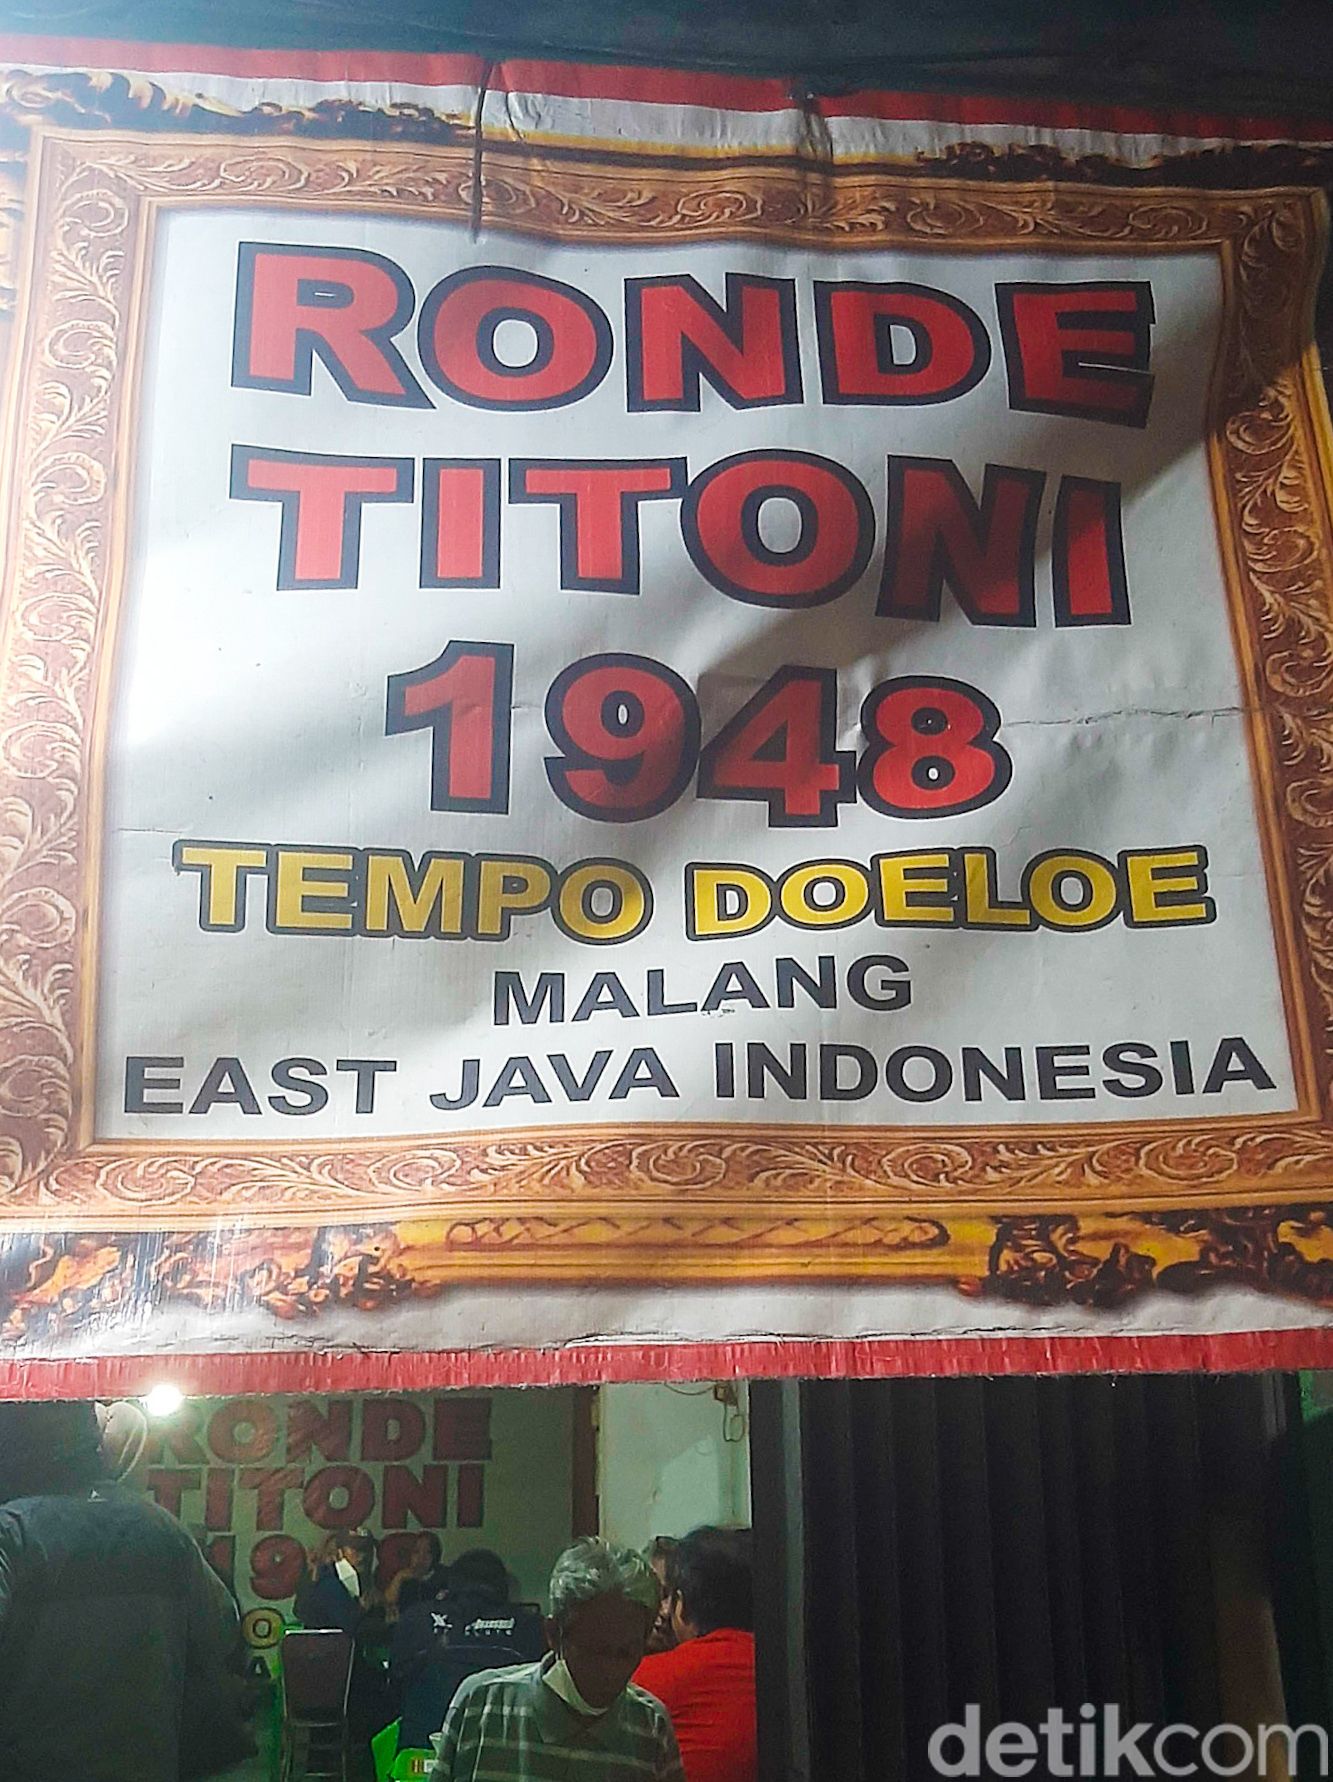 RONDE
TITONI
1948
TEMPO DOELOE
MALANG
EAST JAVA INDONESIA
RONDE
TITONI
detikcom